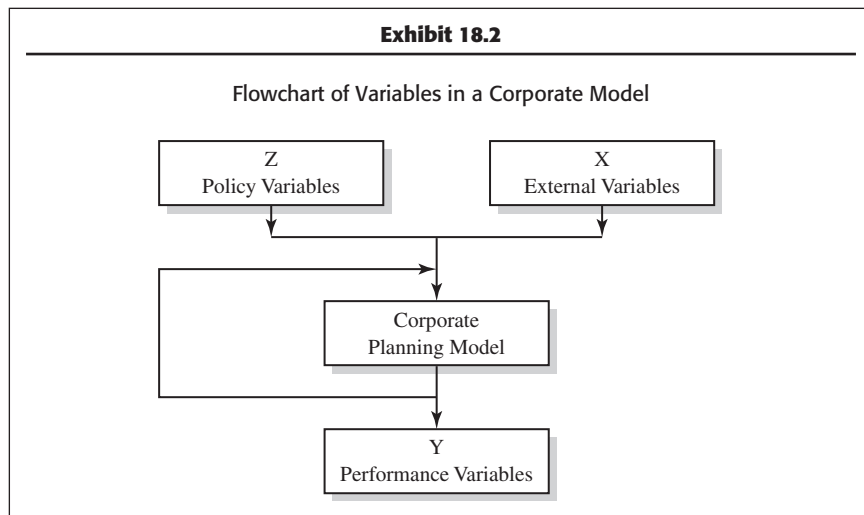 Exhibit 18.2
Flowchart of Variables in a Corporate Model
Z
Policy Variables
X
External Variables
Corporate
Planning Model
Y
Performance Variables